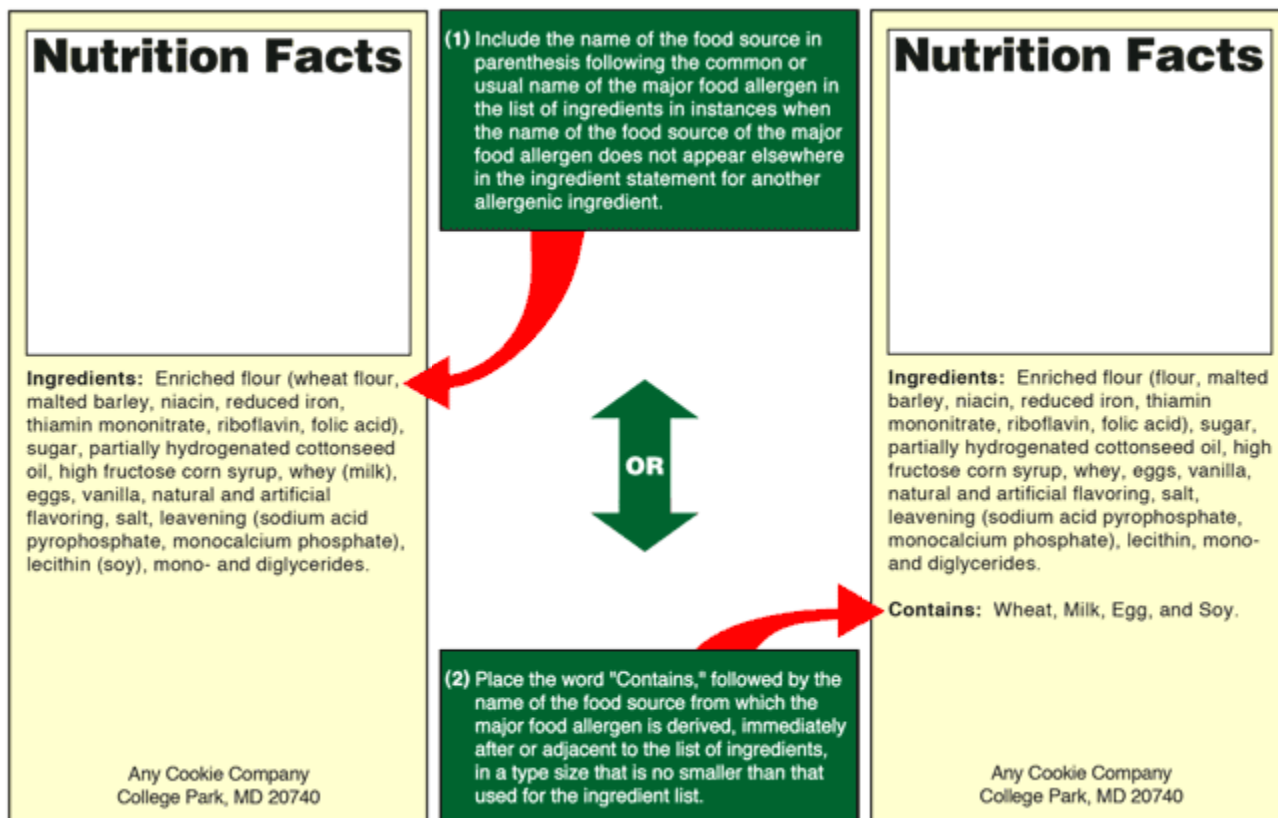 Nutrition Facts
Ingredients: Enriched flour (wheat flour,
malted barley, niacin, reduced iron,
thiamin mononitrate, riboflavin, folic acid),
sugar, partially hydrogenated cottonseed
oil, high fructose corn syrup, whey (milk),
eggs, vanilla, natural and artificial
flavoring, salt, leavening (sodium acid
pyrophosphate, monocalcium phosphate),
lecithin (soy), mono- and diglycerides.
Any Cookie Company
College Park, MD 20740
(1) Include the name of the food source in
parenthesis following the common or
usual name of the major food allergen in
the list of ingredients in instances when
the name of the food source of the major
food allergen does not appear elsewhere
in the ingredient statement for another
allergenic ingredient.
OR
(2) Place the word "Contains," followed by the
name of the food source from which the
major food allergen is derived, immediately
after or adjacent to the list of ingredients,
in a type size that is no smaller than that
used for the ingredient list.
Nutrition Facts
Ingredients: Enriched flour (flour, malted
barley, niacin, reduced iron, thiamin
mononitrate, riboflavin, folic acid), sugar,
partially hydrogenated cottonseed oil, high
fructose corn syrup, whey, eggs, vanilla,
natural and artificial flavoring, salt,
leavening (sodium acid pyrophosphate,
monocalcium phosphate), lecithin, mono-
and diglycerides.
Contains: Wheat, Milk, Egg, and Soy.
Any Cookie Company
College Park, MD 20740